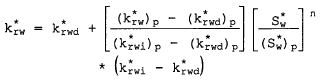 k*rw = k*rwd + [ ((k*rw)p - (k*rwd)p) / ((k*rwi)p - (k*rwd)p) ] [ S*w / (S*w)p ]^n
* (k*rwi - k*rwd)